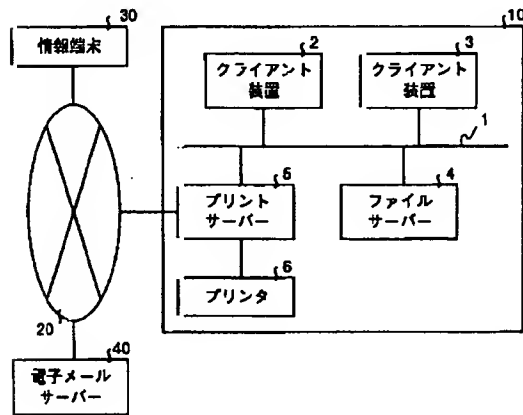 30
情報端末
10
2
クライアント
装置
3
クライアント
装置
1
5
プリント
サーバー
4
ファイル
サーバー
6
プリンタ
20
40
電子メール
サーバー